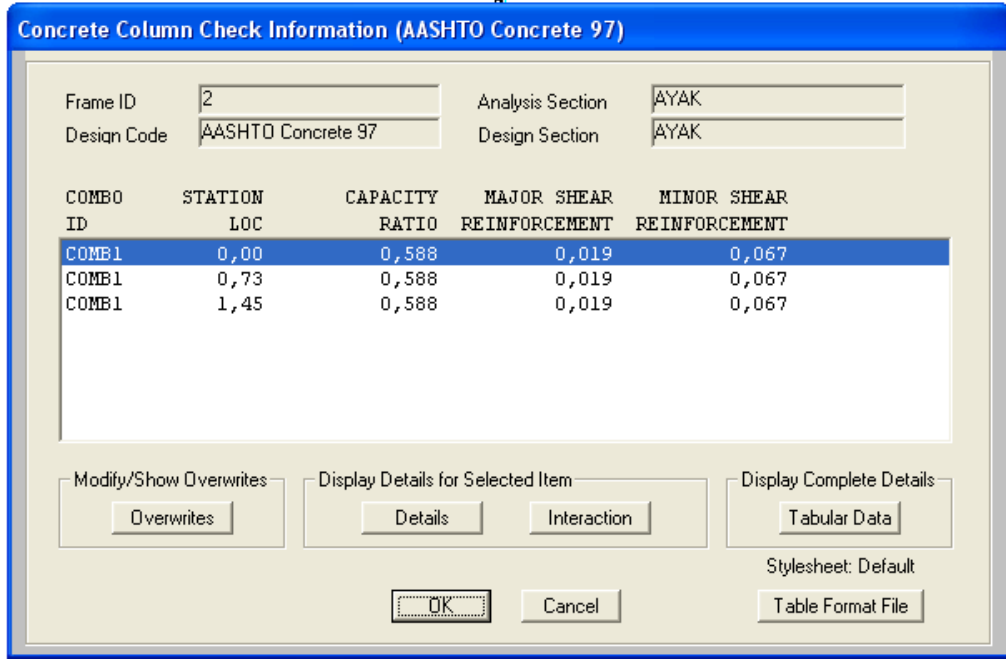 Concrete Column Check Information (AASHTO Concrete 97)
Frame ID 2 Analysis Section AYAK
Design Code AASHTO Concrete 97 Design Section AYAK
COMBO STATION CAPACITY MAJOR SHEAR MINOR SHEAR
ID LOC RATIO REINFORCEMENT REINFORCEMENT
COMB1 0,00 0,588 0,019 0,067
COMB1 0,73 0,588 0,019 0,067
COMB1 1,45 0,588 0,019 0,067
Modify/Show Overwrites Display Details for Selected Item Display Complete Details
Overwrites Details Interaction Tabular Data
Stylesheet: Default
OK Cancel Table Format File